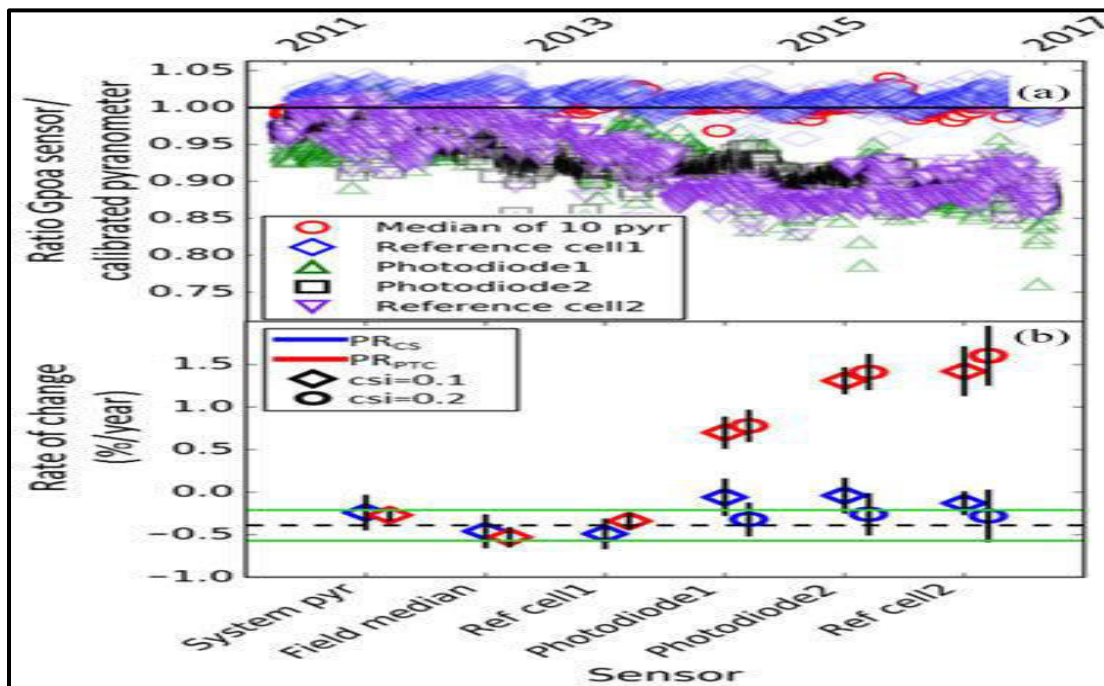 2011 2013 2015 2017
Ratio Gpoa sensor/
calibrated pyranometer
1.05
1.00
0.95
0.90
0.85
0.80
0.75
(a)
Median of 10 pyr
Reference cell1
Photodiode1
Photodiode2
Reference cell2
Rate of change
(%/year)
1.5
1.0
0.5
0.0
−0.5
−1.0
(b)
PRCS
PRPTC
csi=0.1
csi=0.2
System pyr
Field median
Ref cell1
Photodiode1
Photodiode2
Ref cell2
Sensor